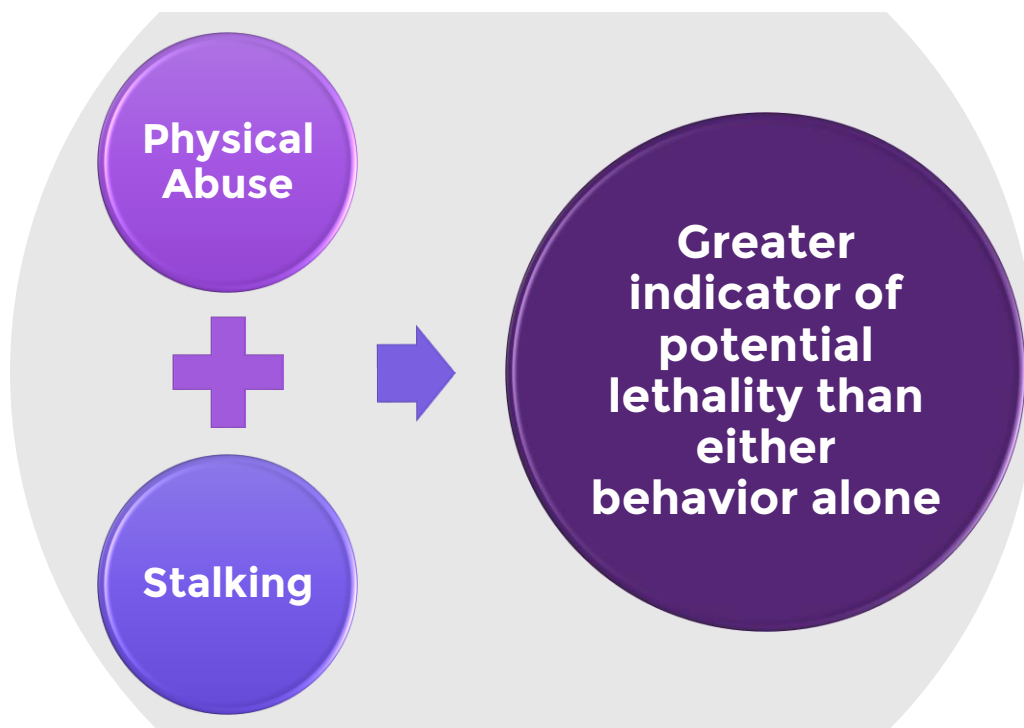 Physical
Abuse
Stalking
Greater
indicator of
potential
lethality than
either
behavior alone